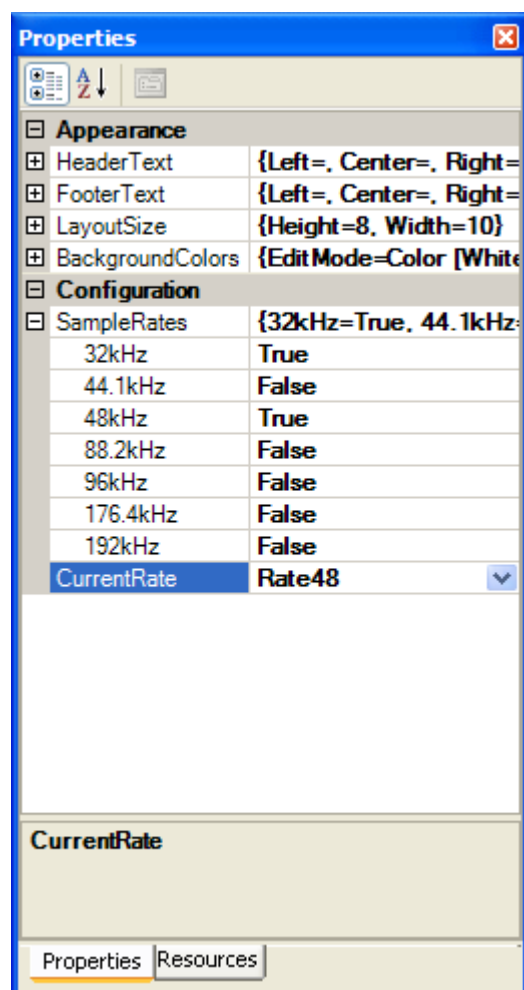 Properties
Appearance
HeaderText {Left=, Center=, Right=
FooterText {Left=, Center=, Right=
LayoutSize {Height=8, Width=10}
BackgroundColors {EditMode=Color [White
Configuration
SampleRates {32kHz=True, 44.1kHz=
32kHz True
44.1kHz False
48kHz True
88.2kHz False
96kHz False
176.4kHz False
192kHz False
CurrentRate Rate48
CurrentRate
Properties Resources